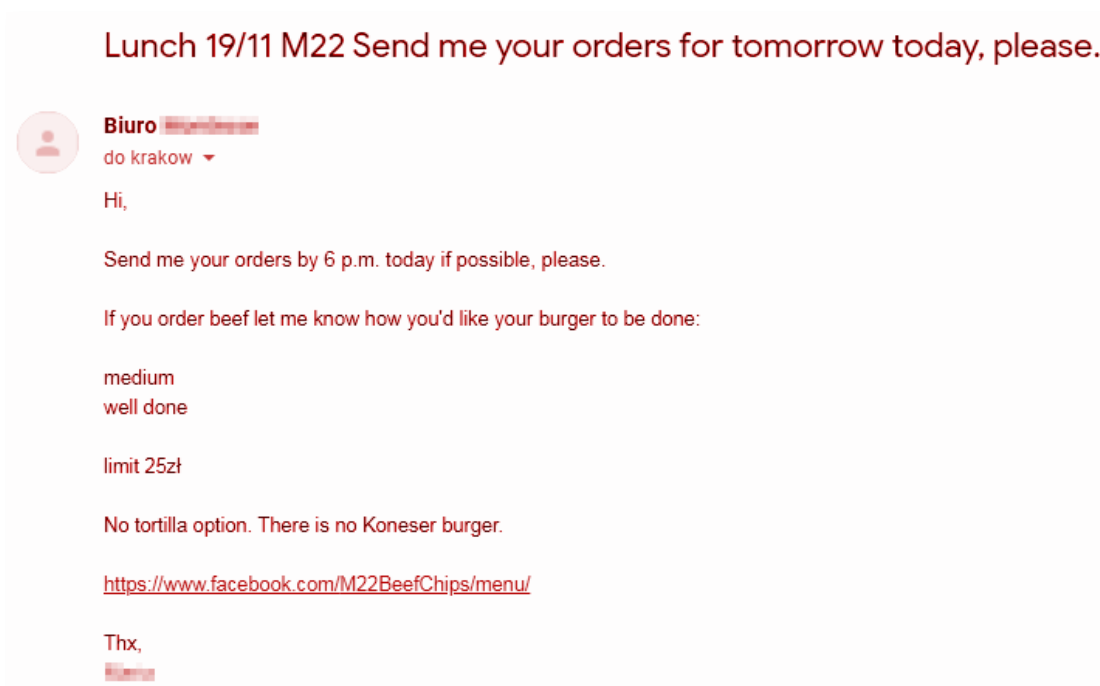 Lunch 19/11 M22 Send me your orders for tomorrow today, please.
Biuro
do krakow
Hi,
Send me your orders by 6 p.m. today if possible, please.
If you order beef let me know how you'd like your burger to be done:
medium
well done
limit 25zł
No tortilla option. There is no Koneser burger.
https://www.facebook.com/M22BeefChips/menu/
Thx,